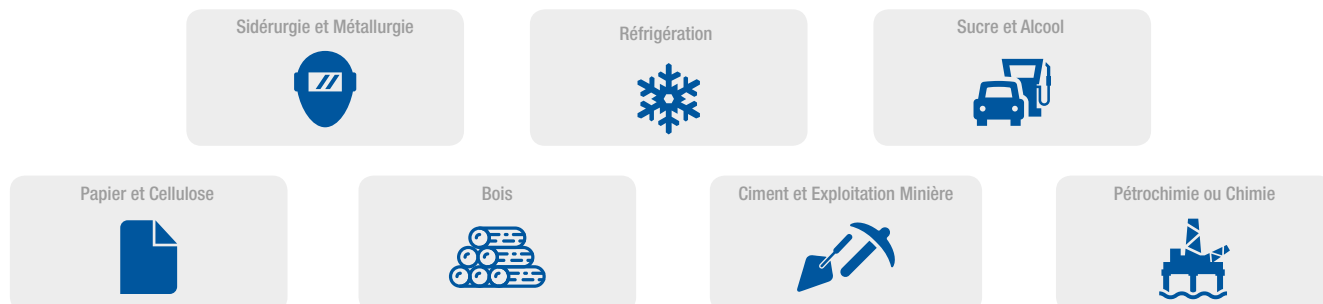 Sidérurgie et Métallurgie
Réfrigération
Sucre et Alcool
Papier et Cellulose
Bois
Ciment et Exploitation Minière
Pétrochimie ou Chimie